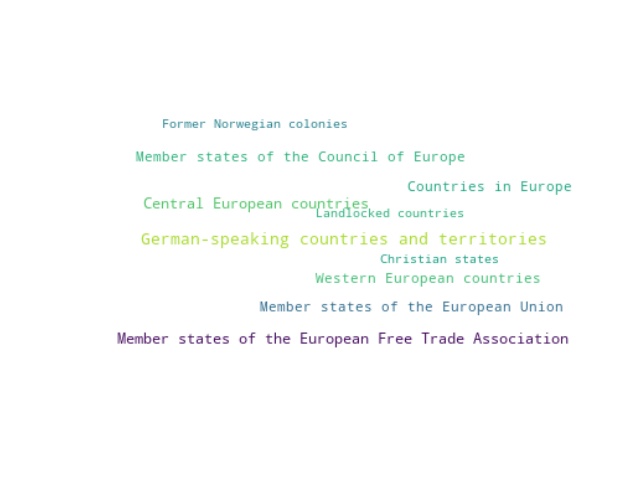 Former Norwegian colonies
Member states of the Council of Europe
Countries in Europe
Central European countries
Landlocked countries
German-speaking countries and territories
Christian states
Western European countries
Member states of the European Union
Member states of the European Free Trade Association